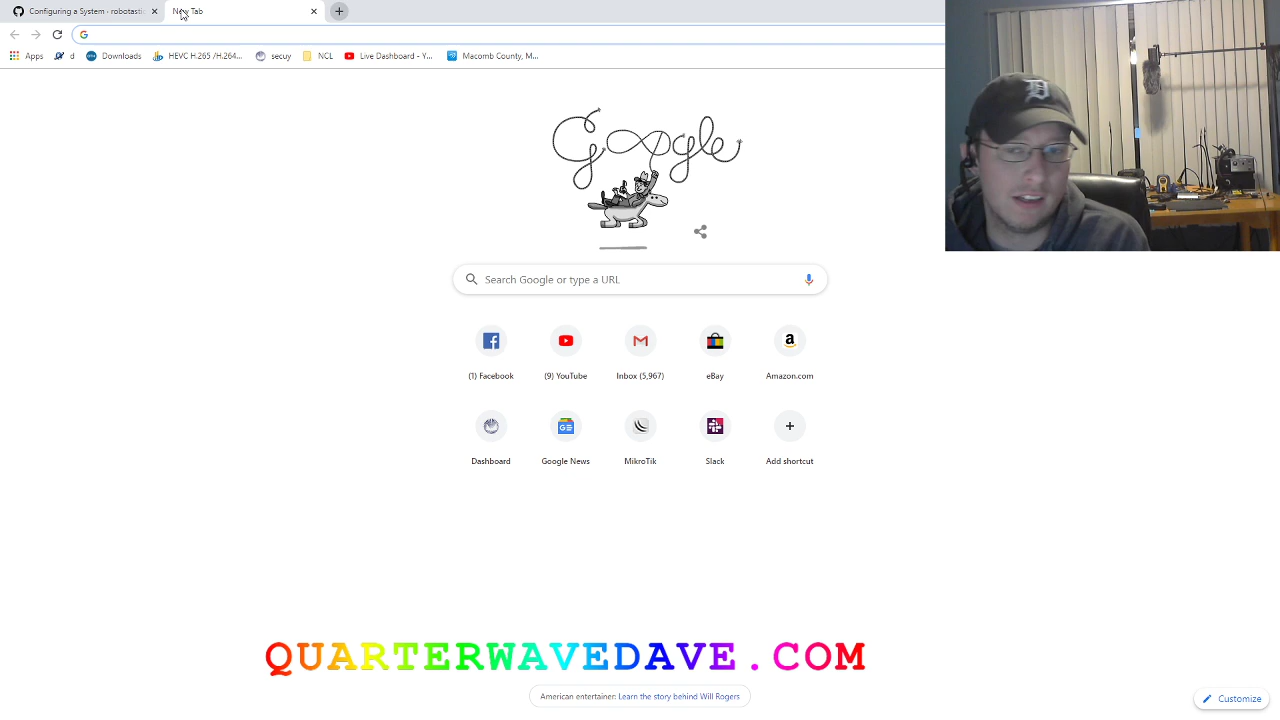 Configuring a System · robotastic
New Tab
Apps
d
Downloads
HEVC H.265 /H.264...
secuy
NCL
Live Dashboard - Y...
Macomb County, M...
Google
Search Google or type a URL
(1) Facebook
(9) YouTube
Inbox (5,967)
eBay
Amazon.com
Dashboard
Google News
MikroTik
Slack
Add shortcut
QUARTERWAVEDAVE.COM
American entertainer: Learn the story behind Will Rogers
Customize